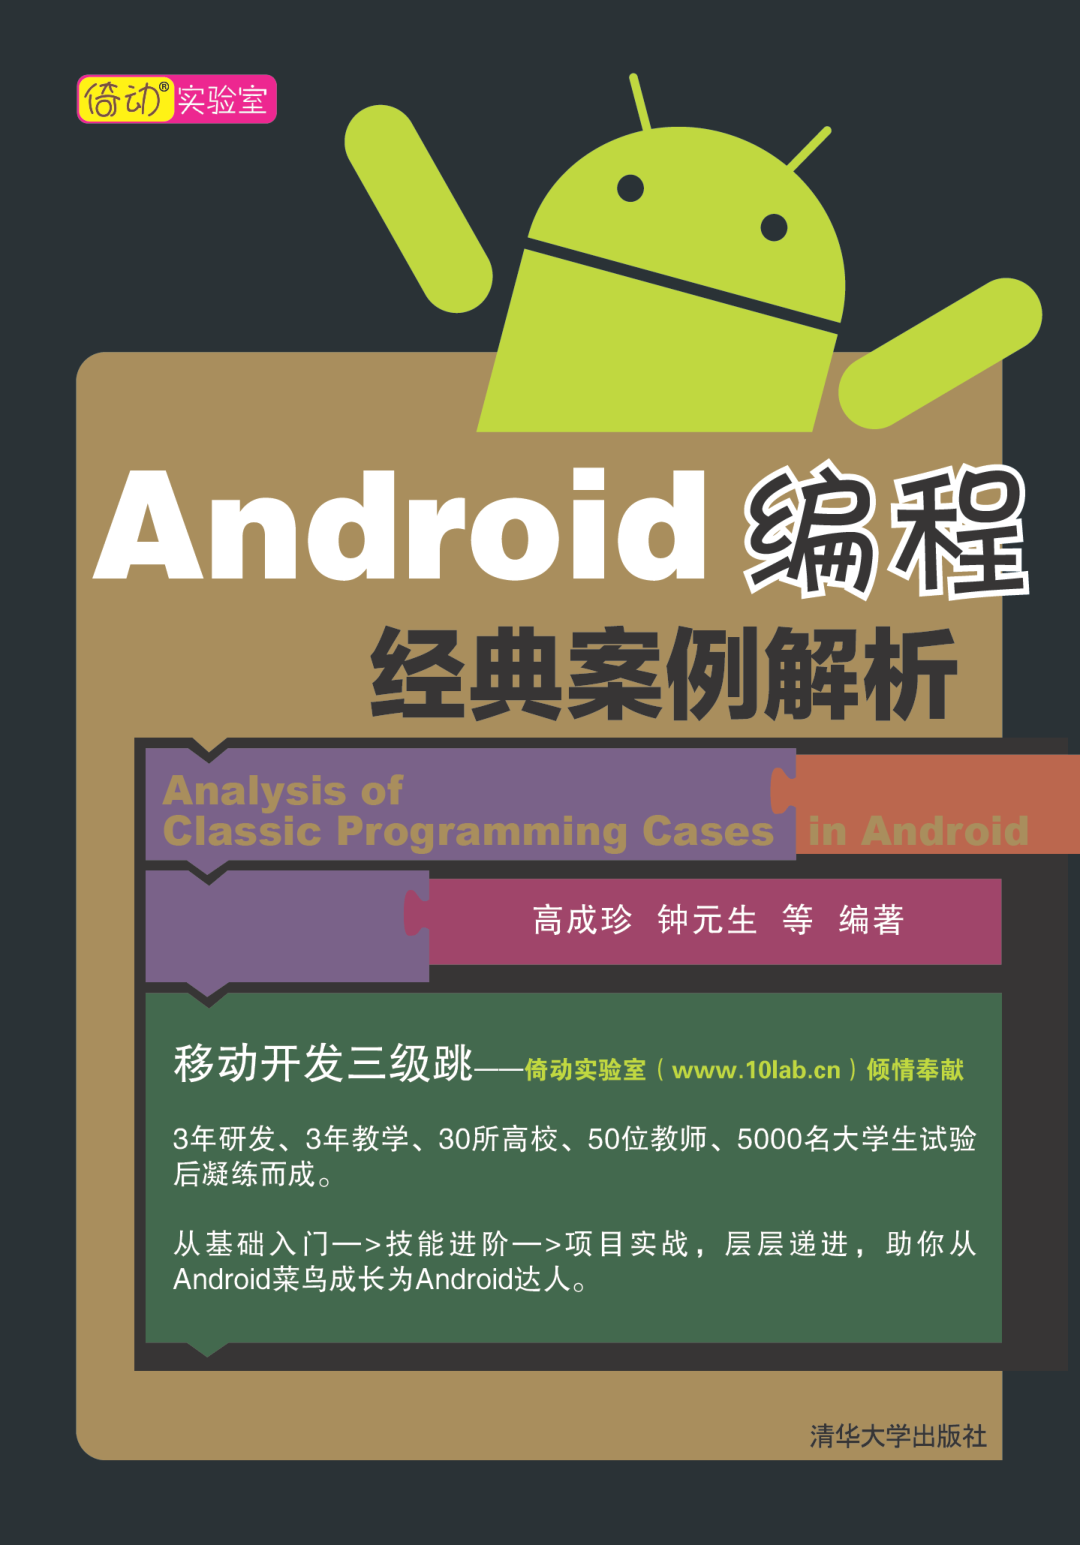 倚动®实验室
Android 编程
经典案例解析
Analysis of
Classic Programming Cases in Android
高成珍 钟元生 等 编著
移动开发三级跳——倚动实验室（www.10lab.cn）倾情奉献
3年研发、3年教学、30所高校、50位教师、5000名大学生试验
后凝练而成。
从基础入门—>技能进阶—>项目实战，层层递进，助你从
Android菜鸟成长为Android达人。
清华大学出版社